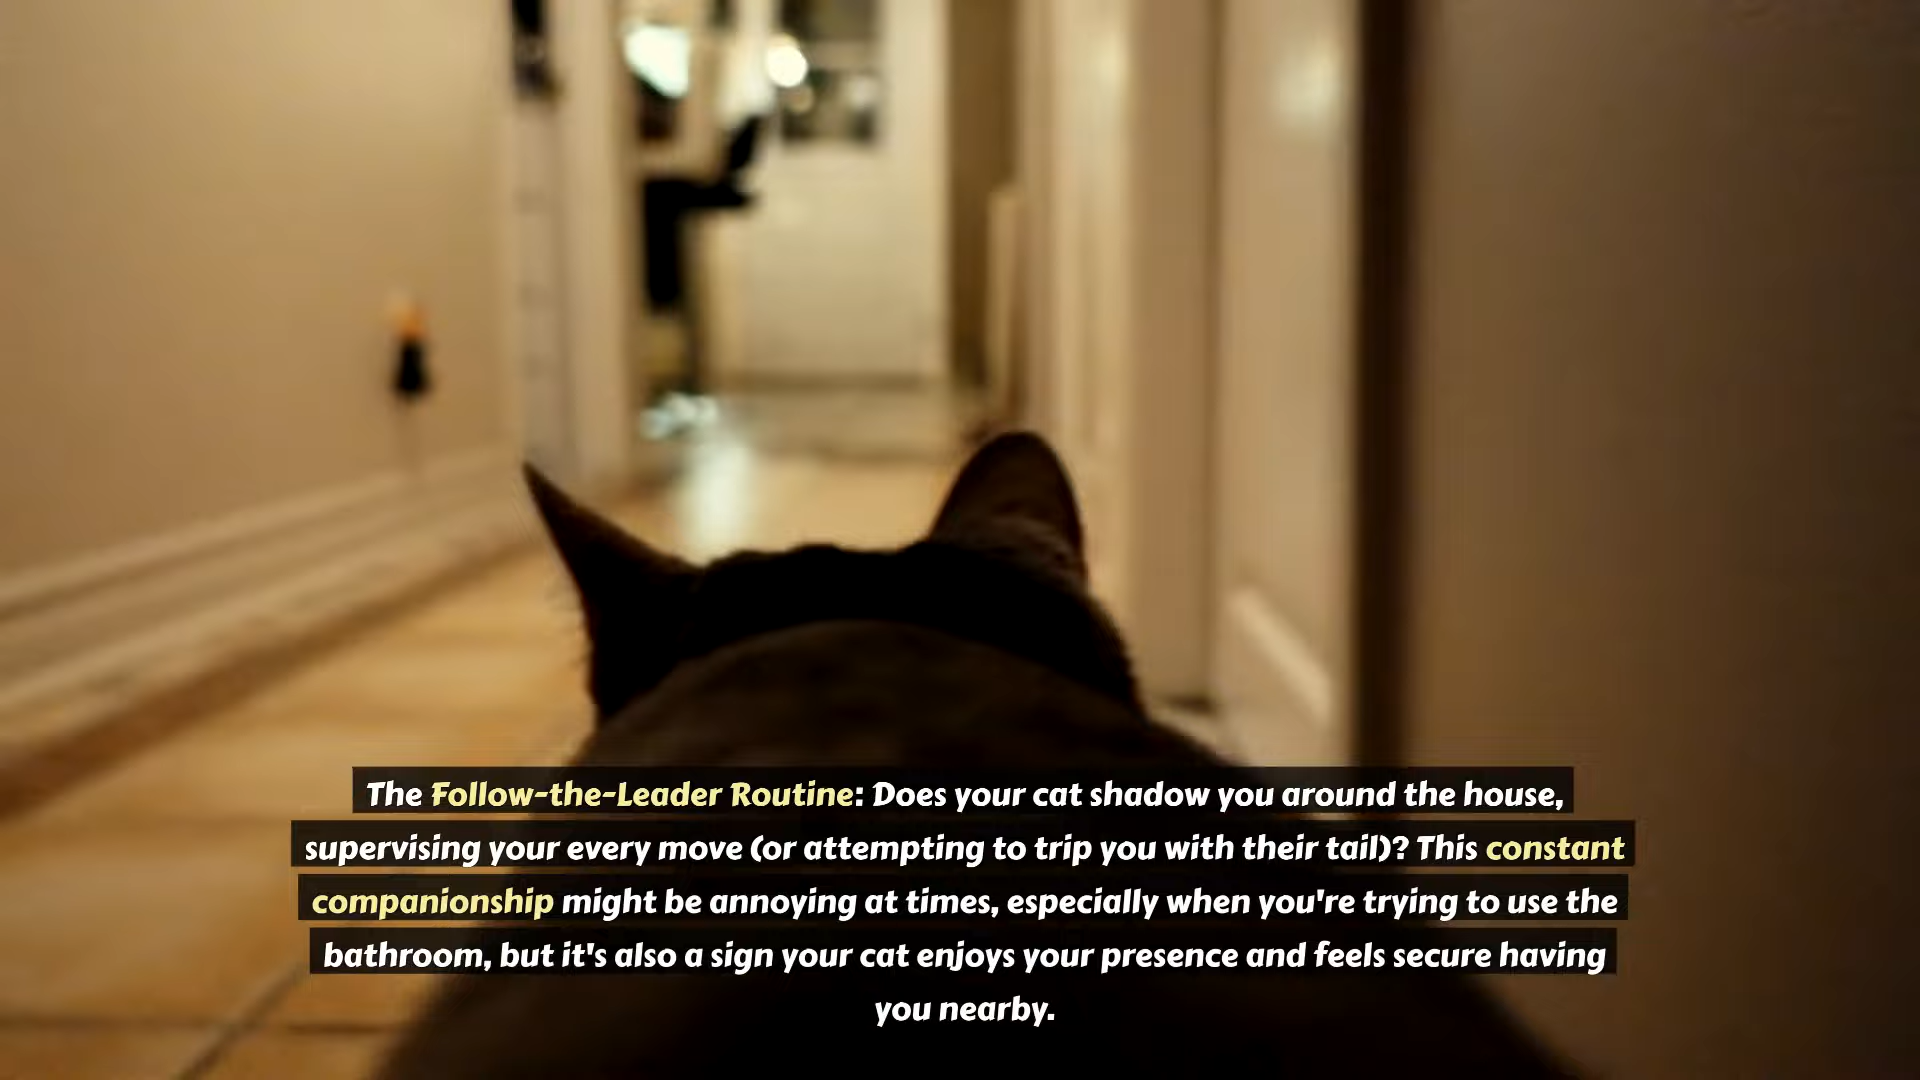 The Follow-the-Leader Routine: Does your cat shadow you around the house,
supervising your every move (or attempting to trip you with their tail)? This constant
companionship might be annoying at times, especially when you're trying to use the
bathroom, but it's also a sign your cat enjoys your presence and feels secure having
you nearby.